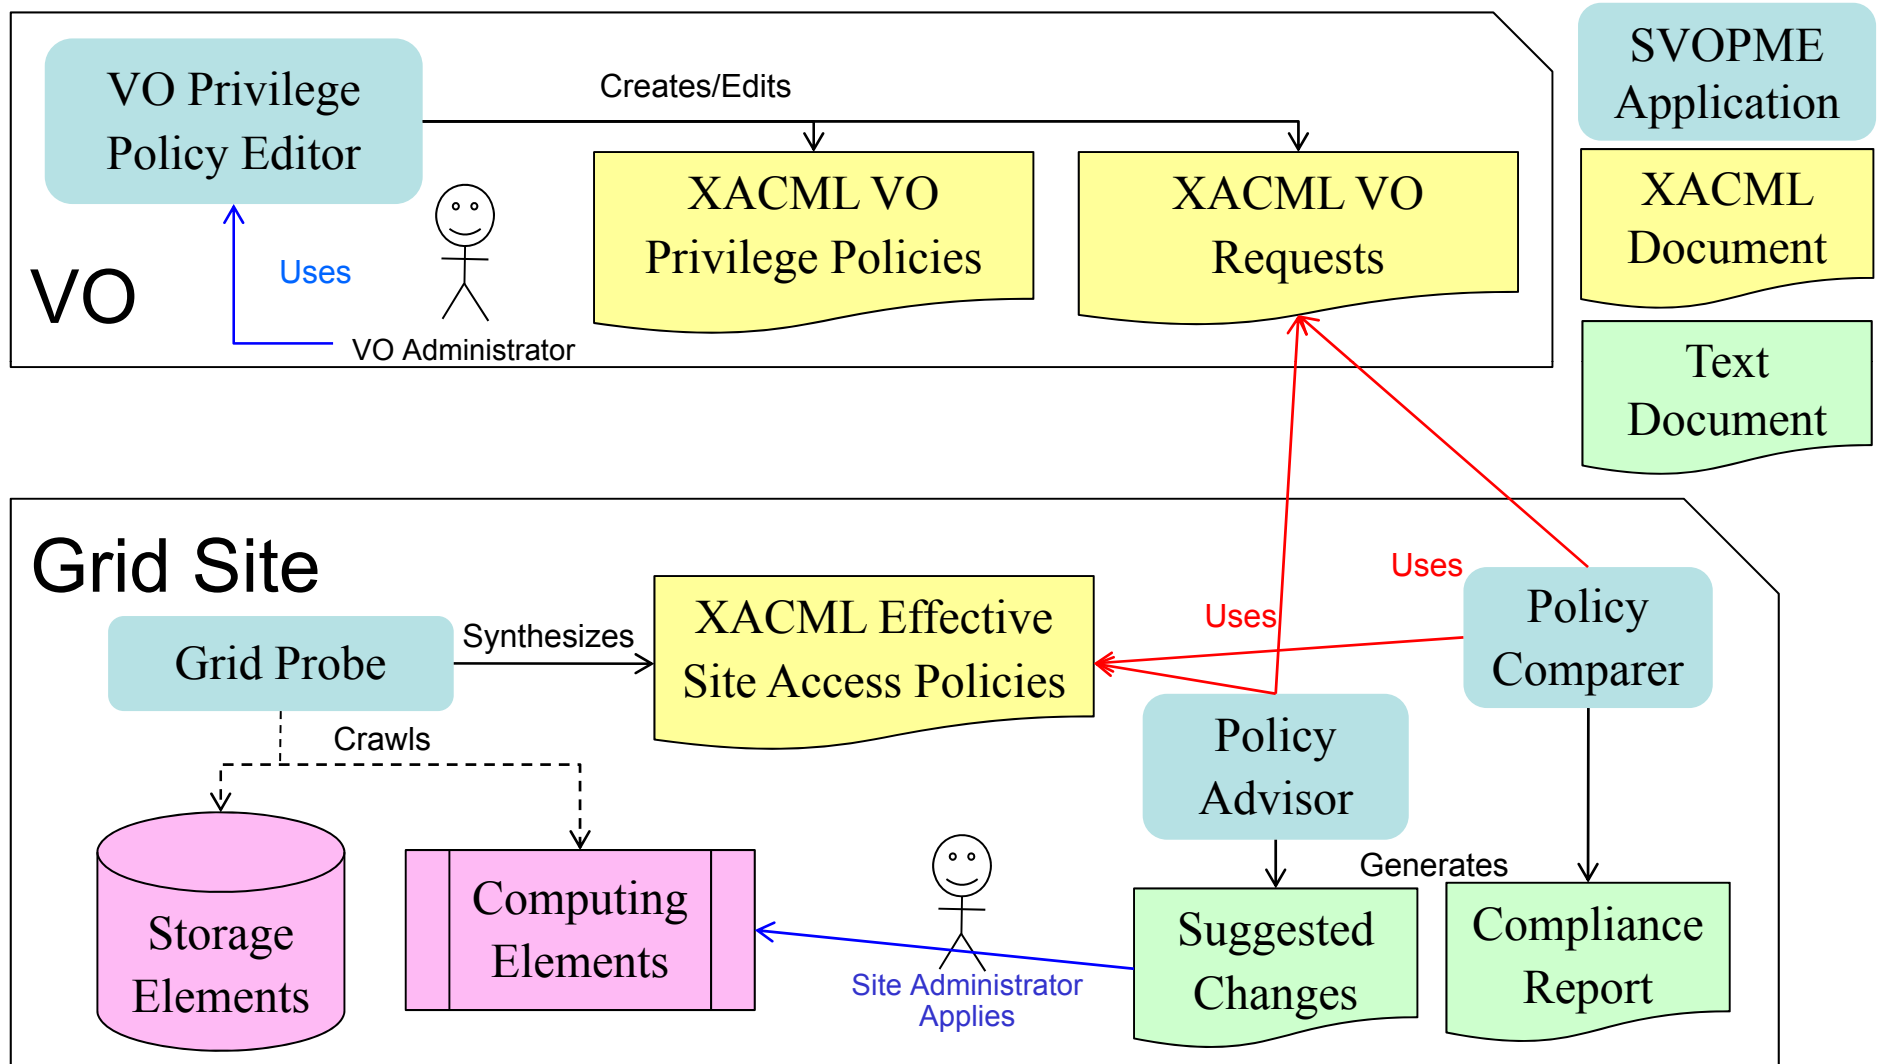 VO Privilege
Policy Editor
Creates/Edits
XACML VO
Privilege Policies
XACML VO
Requests
Uses
VO
VO Administrator
SVOPME
Application
XACML
Document
Text
Document
Grid Site
Grid Probe
Synthesizes
XACML Effective
Site Access Policies
Uses
Uses
Policy
Comparer
Crawls
Policy
Advisor
Generates
Storage
Elements
Computing
Elements
Site Administrator
Applies
Suggested
Changes
Compliance
Report